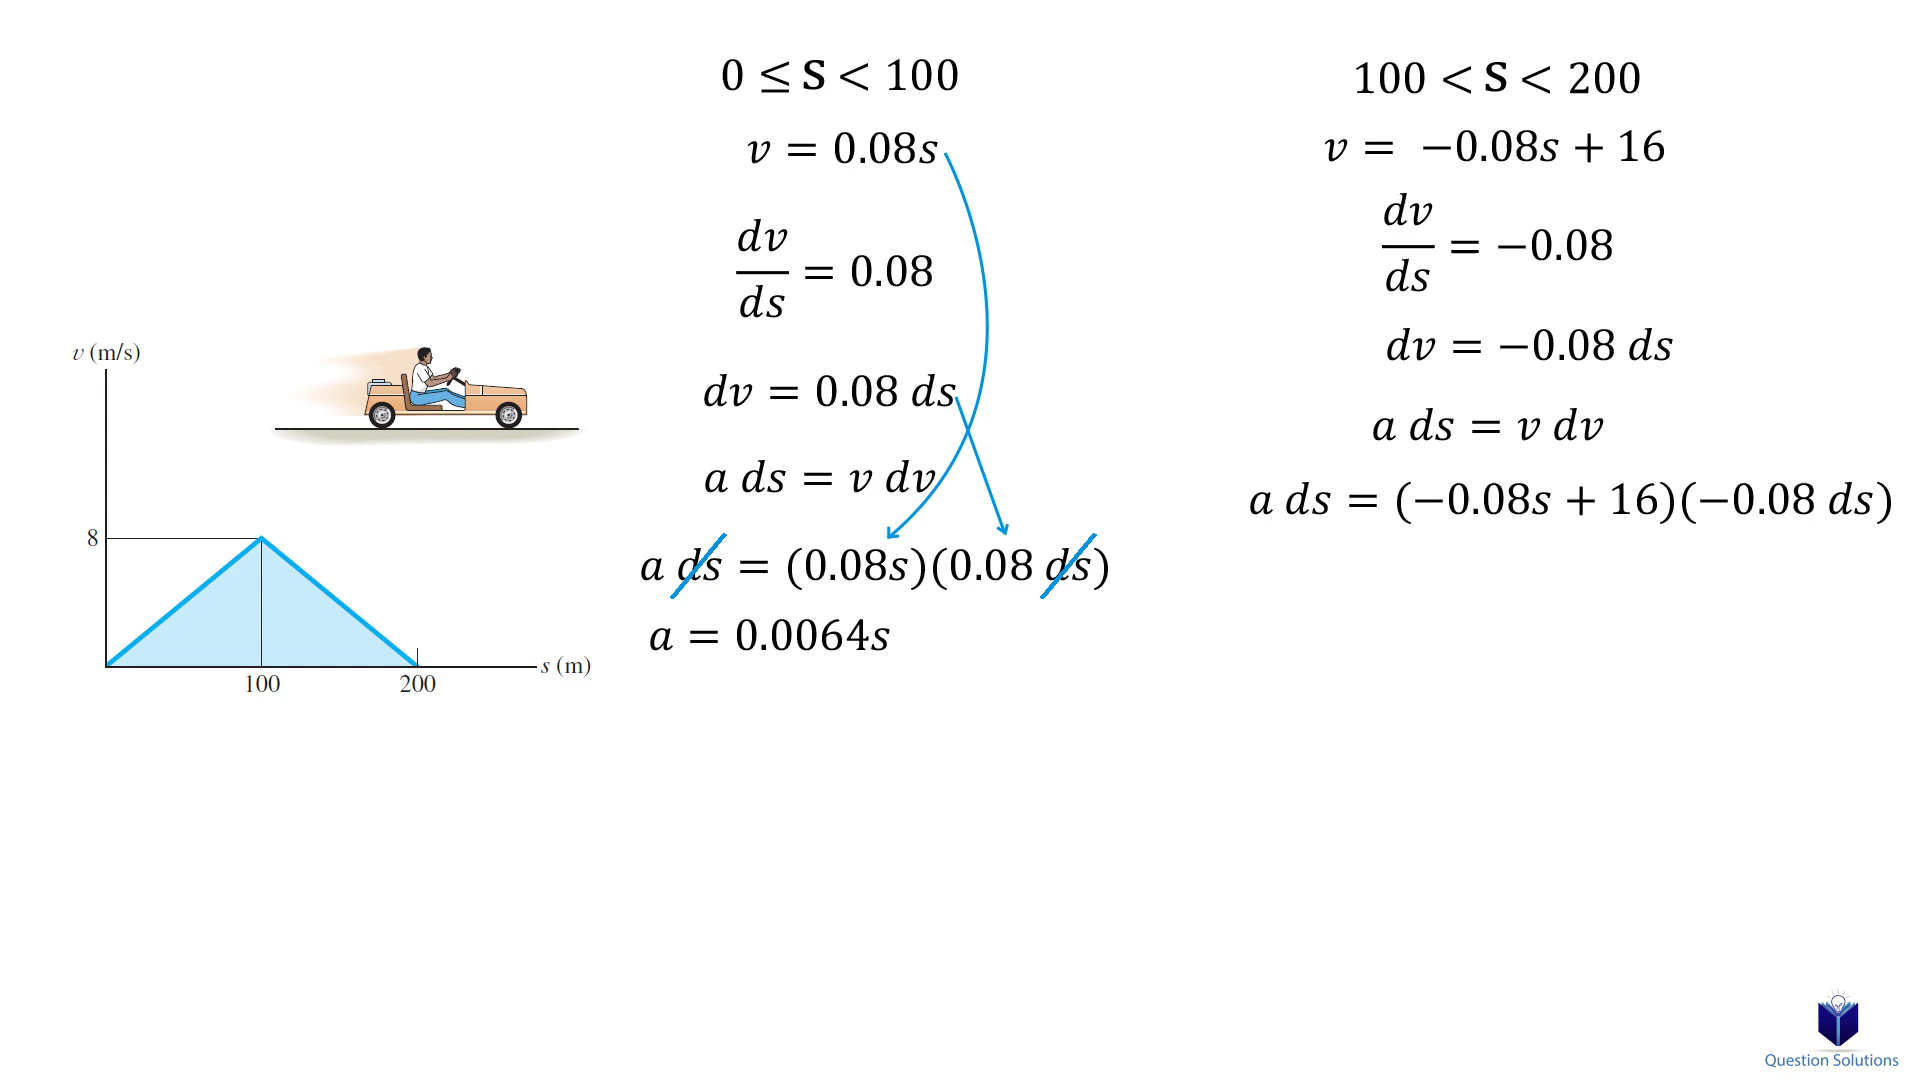 0 ≤ s < 100
v = 0.08s
dv/ds = 0.08
dv = 0.08 ds
a ds = v dv
a ds = (0.08s)(0.08 ds)
a = 0.0064s
100 < s < 200
v = −0.08s + 16
dv/ds = −0.08
dv = −0.08 ds
a ds = v dv
a ds = (−0.08s + 16)(−0.08 ds)
v (m/s)
8
100
200
s (m)
Question Solutions